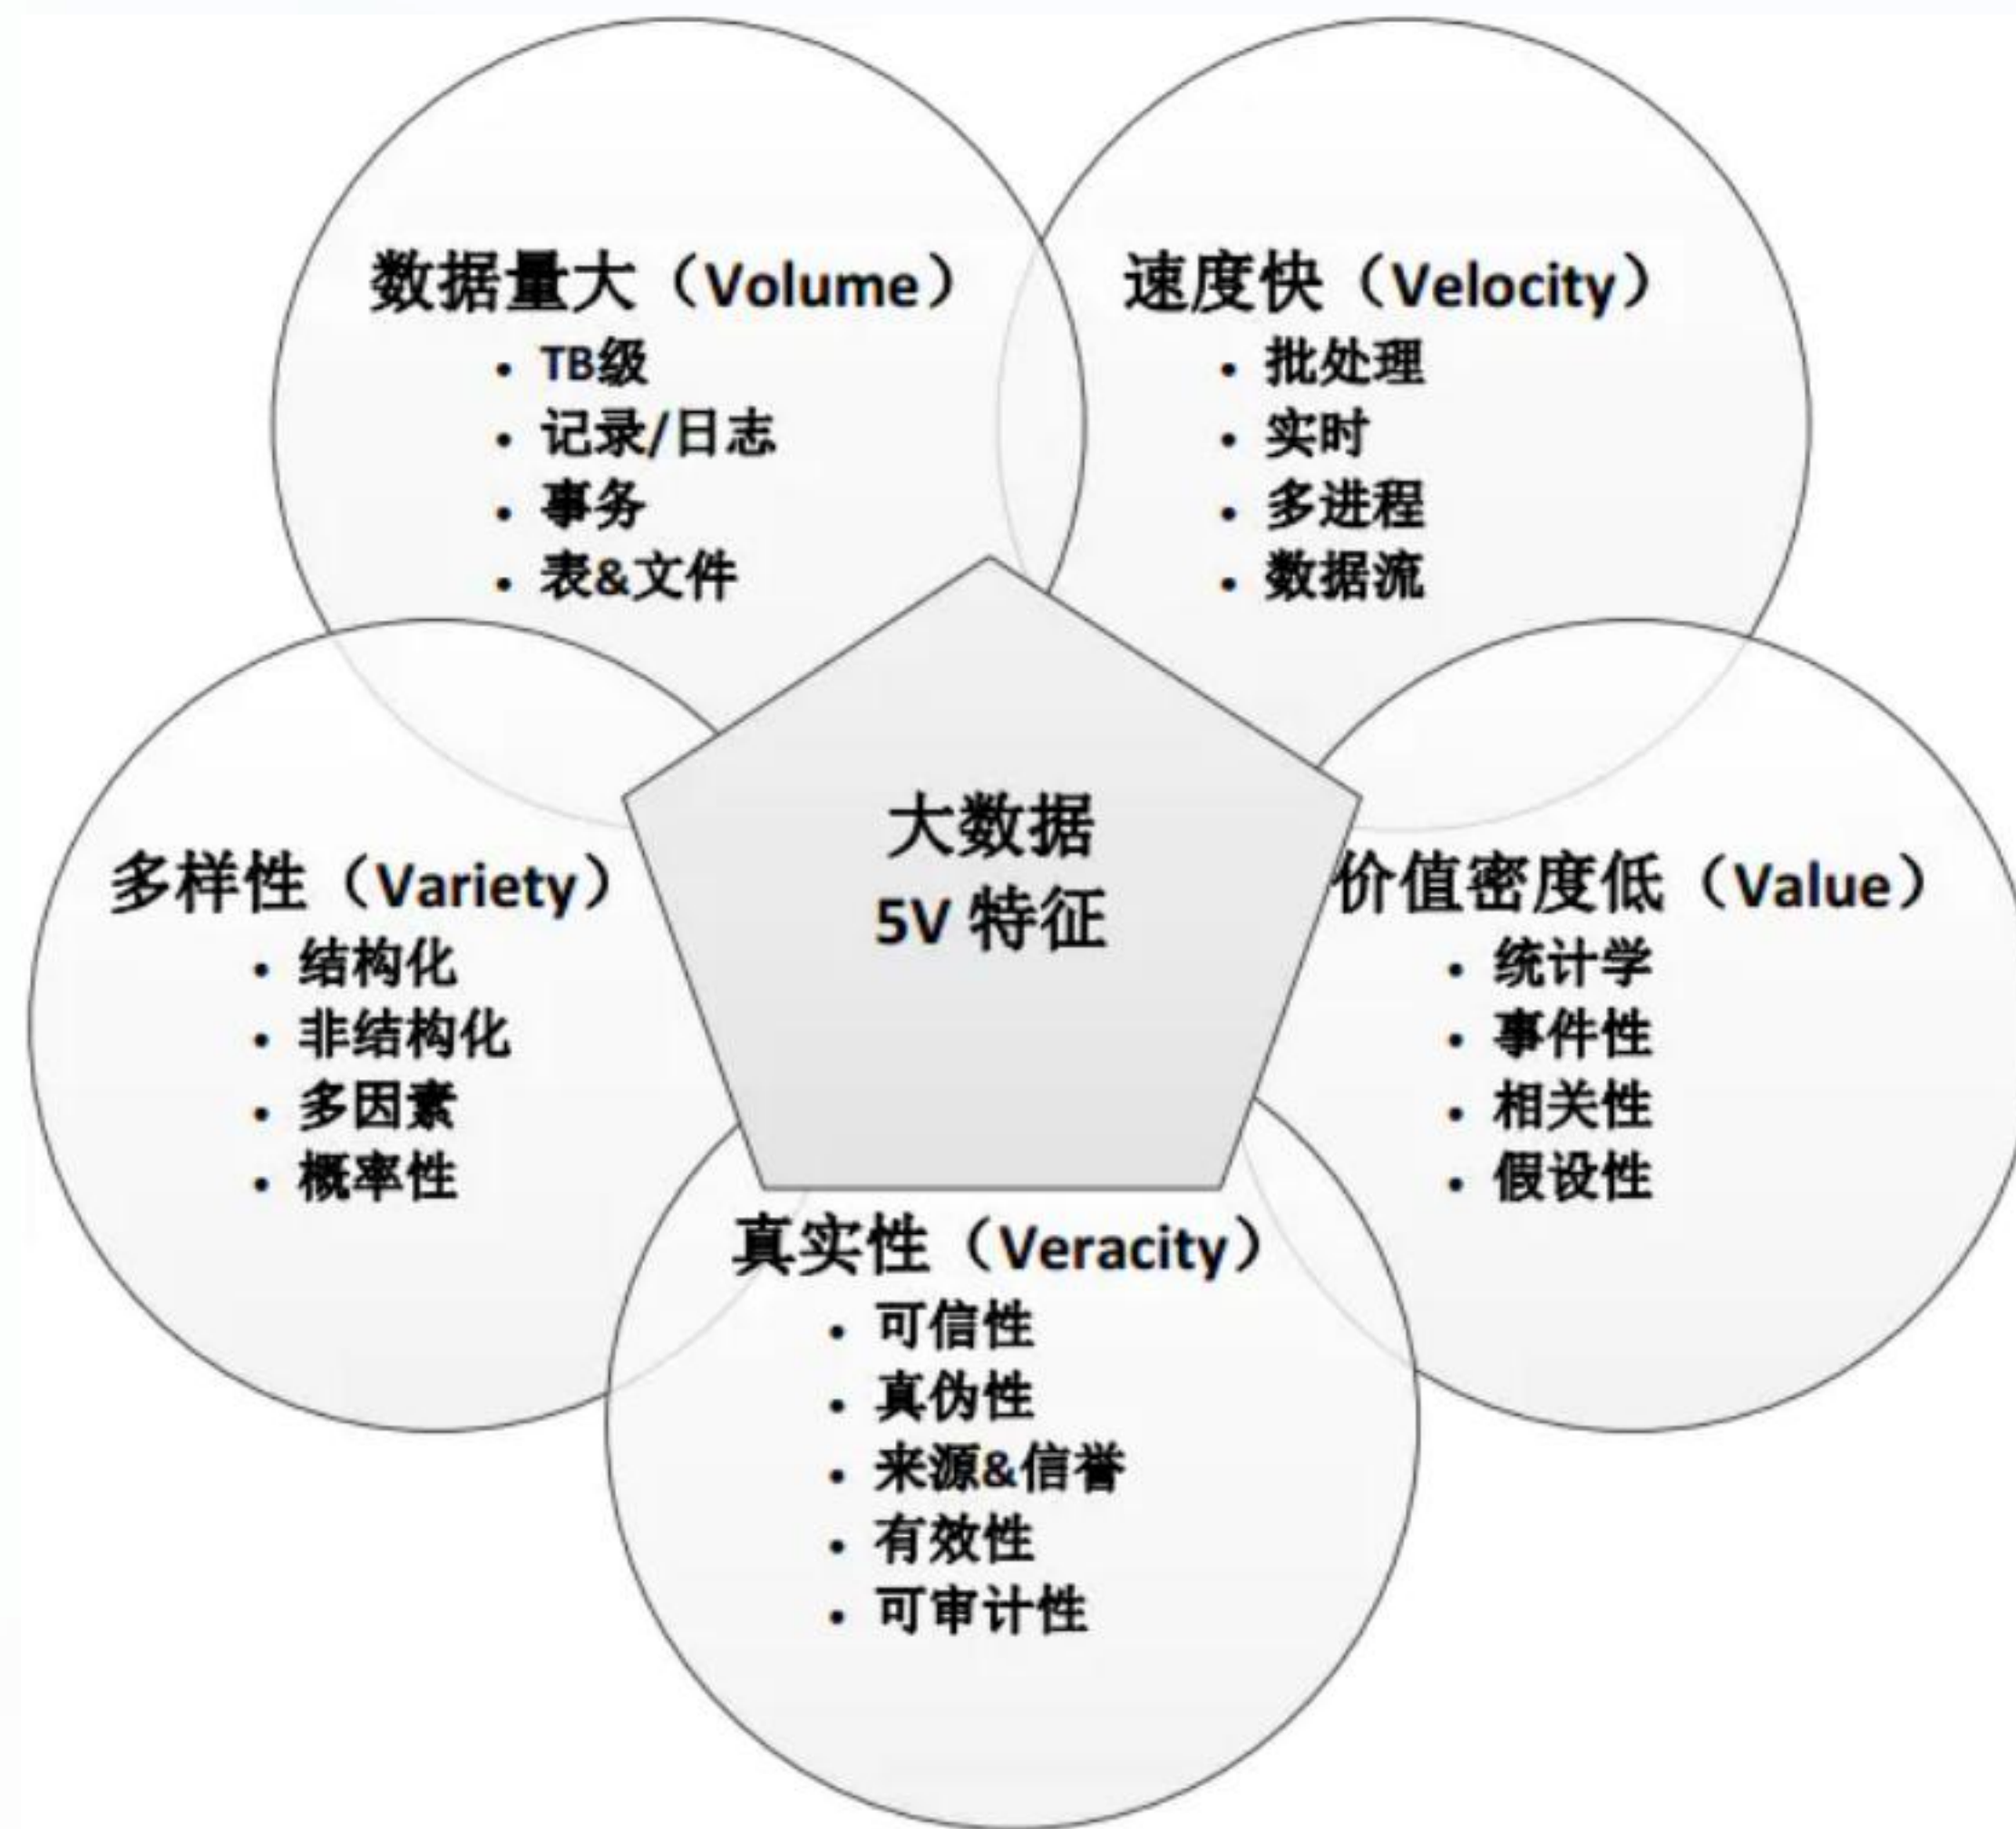 数据量大（Volume）
• TB级
• 记录/日志
• 事务
• 表&文件
速度快（Velocity）
• 批处理
• 实时
• 多进程
• 数据流
大数据
5V 特征
多样性（Variety）
• 结构化
• 非结构化
• 多因素
• 概率性
价值密度低（Value）
• 统计学
• 事件性
• 相关性
• 假设性
真实性（Veracity）
• 可信性
• 真伪性
• 来源&信誉
• 有效性
• 可审计性